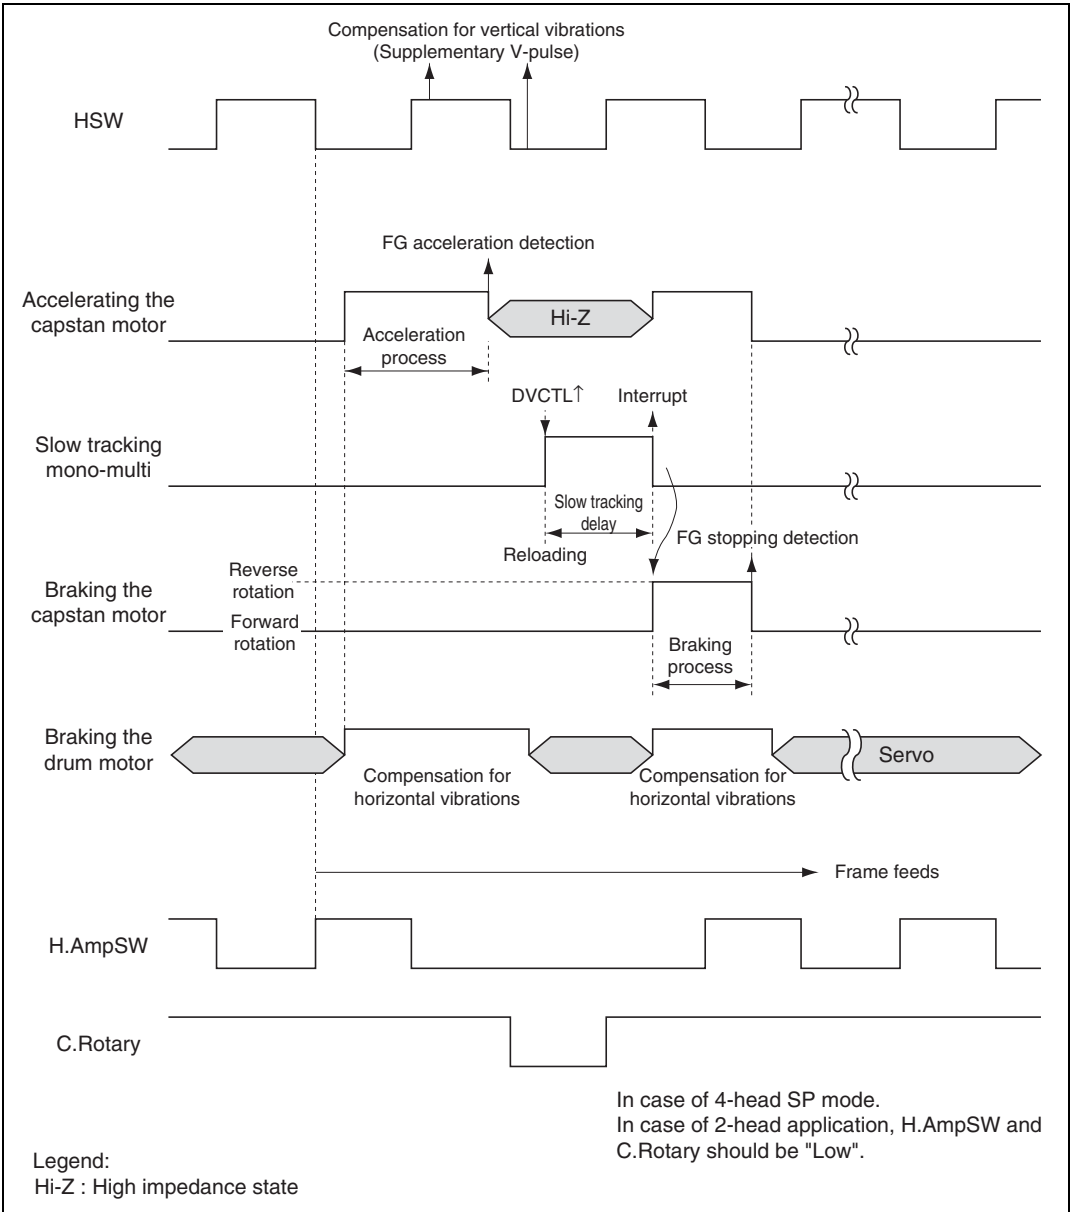 Compensation for vertical vibrations
(Supplementary V-pulse)
HSW
FG acceleration detection
Accelerating the
capstan motor
Hi-Z
Acceleration
process
DVCTL↑
Interrupt
Slow tracking
mono-multi
Slow tracking
delay
Reloading
FG stopping detection
Reverse
rotation
Braking the
capstan motor
Forward
rotation
Braking
process
Braking the
drum motor
Servo
Compensation for
horizontal vibrations
Compensation for
horizontal vibrations
Frame feeds
H.AmpSW
C.Rotary
In case of 4-head SP mode.
In case of 2-head application, H.AmpSW and
C.Rotary should be "Low".
Legend:
Hi-Z : High impedance state